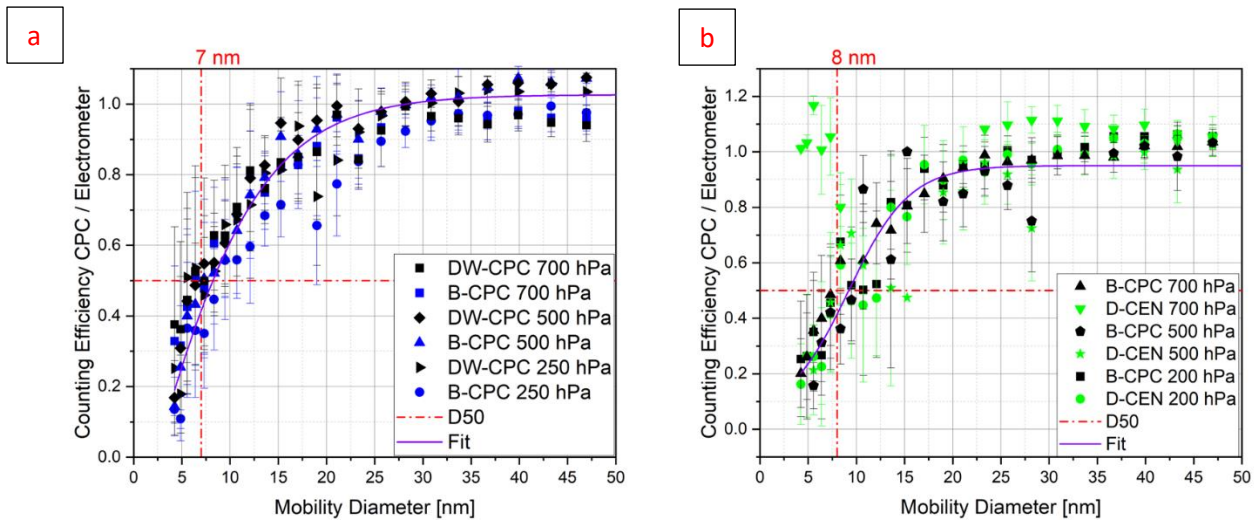 a
7 nm
Counting Efficiency CPC / Electrometer
1.0
0.8
0.6
0.4
0.2
0.0
DW-CPC 700 hPa
B-CPC 700 hPa
DW-CPC 500 hPa
B-CPC 500 hPa
DW-CPC 250 hPa
B-CPC 250 hPa
D50
Fit
0 5 10 15 20 25 30 35 40 45 50
Mobility Diameter [nm]
b
8 nm
Counting Efficiency CPC / Electrometer
1.2
1.0
0.8
0.6
0.4
0.2
0.0
B-CPC 700 hPa
D-CEN 700 hPa
B-CPC 500 hPa
D-CEN 500 hPa
B-CPC 200 hPa
D-CEN 200 hPa
D50
Fit
0 5 10 15 20 25 30 35 40 45 50
Mobility Diameter [nm]